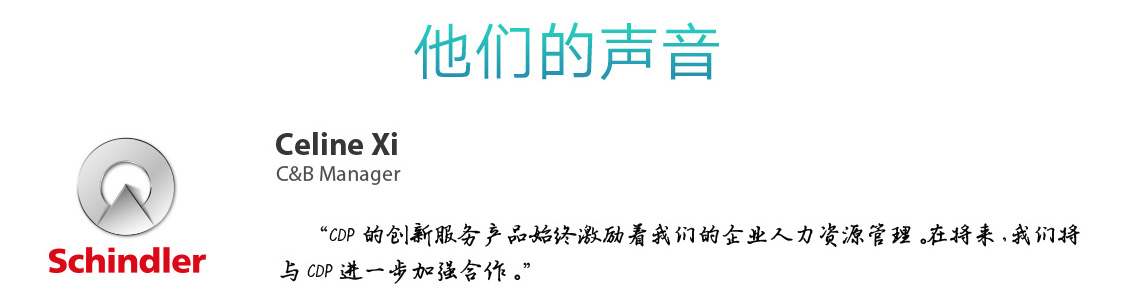 他们的声音
Celine Xi
C&B Manager
Schindler
“CDP 的创新服务产品始终激励着我们的企业人力资源管理。在将来，我们将
与 CDP 进一步加强合作。”